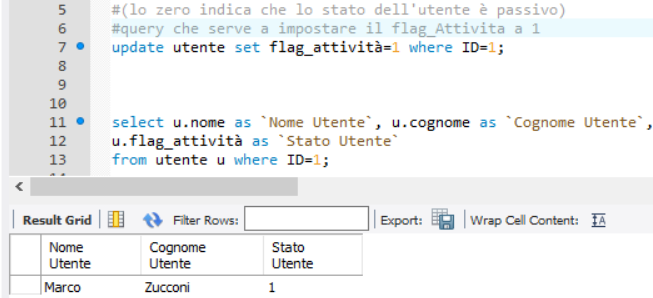 5 #(lo zero indica che lo stato dell'utente è passivo)
6 #query che serve a impostare il flag_Attivita a 1
7 update utente set flag_attività=1 where ID=1;
8
9
10
11 select u.nome as `Nome Utente`, u.cognome as `Cognome Utente`,
12 u.flag_attività as `Stato Utente`
13 from utente u where ID=1;
Result Grid Filter Rows: Export: Wrap Cell Content: IA
Nome Cognome Stato
Utente Utente Utente
Marco Zucconi 1